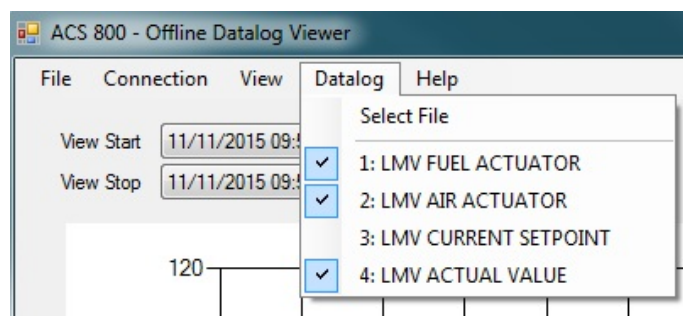 ACS 800 - Offline Datalog Viewer
File Connection View Datalog Help
Select File
View Start 11/11/2015 09:5
1: LMV FUEL ACTUATOR
View Stop 11/11/2015 09:5
2: LMV AIR ACTUATOR
3: LMV CURRENT SETPOINT
120
4: LMV ACTUAL VALUE